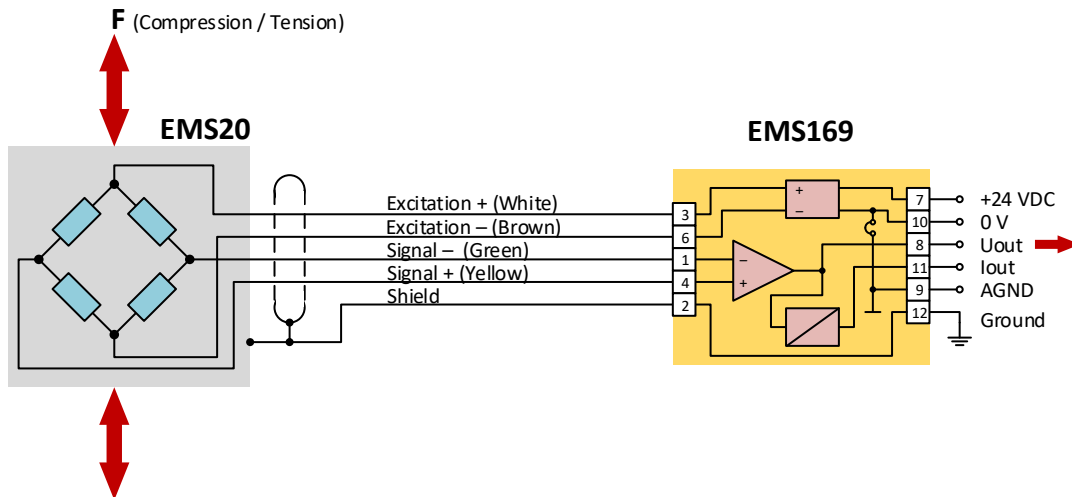 F (Compression / Tension)
EMS20
EMS169
Excitation + (White)
Excitation – (Brown)
Signal – (Green)
Signal + (Yellow)
Shield
3
6
1
4
2
+
–
–
+
7
10
8
11
9
12
+24 VDC
0 V
Uout
Iout
AGND
Ground